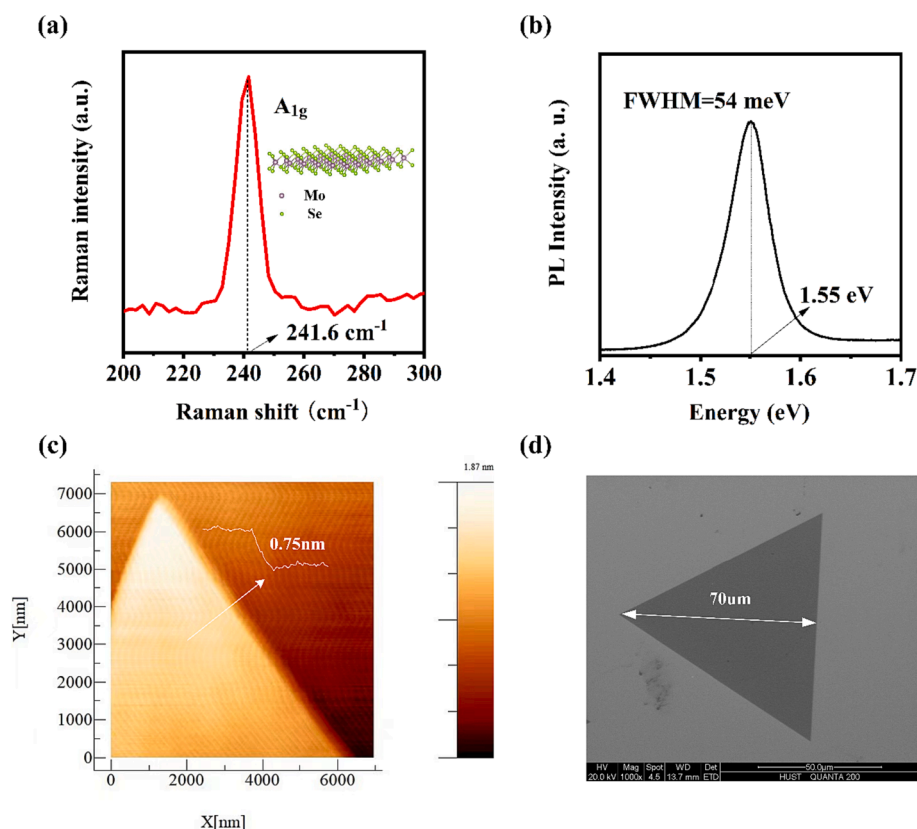 (a)
A1g
Mo
Se
241.6 cm-1
Raman intensity (a.u.)
200 220 240 260 280 300
Raman shift (cm-1)
(b)
FWHM=54 meV
1.55 eV
PL Intensity (a. u.)
1.4 1.5 1.6 1.7
Energy (eV)
(c)
1.87 nm
7000
6000
5000
4000
3000
2000
1000
0
Y[nm]
0.75nm
0 2000 4000 6000
X[nm]
(d)
70um
HV Mag Spot WD Det
20.0 kV 1000x 4.5 13.7 mm ETD
50.0µm
HUST QUANTA 200